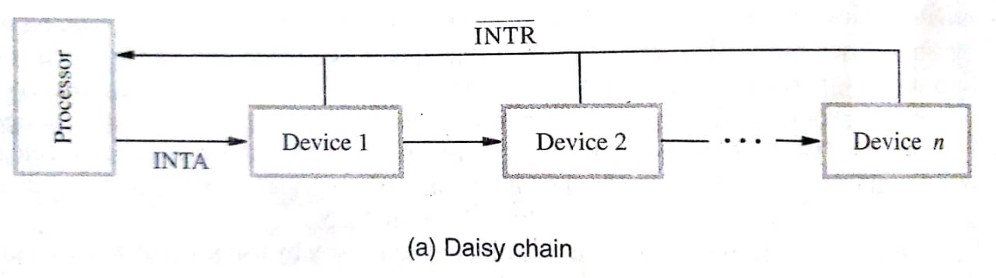 INTR
Processor
INTA
Device 1
Device 2
...
Device n
(a) Daisy chain